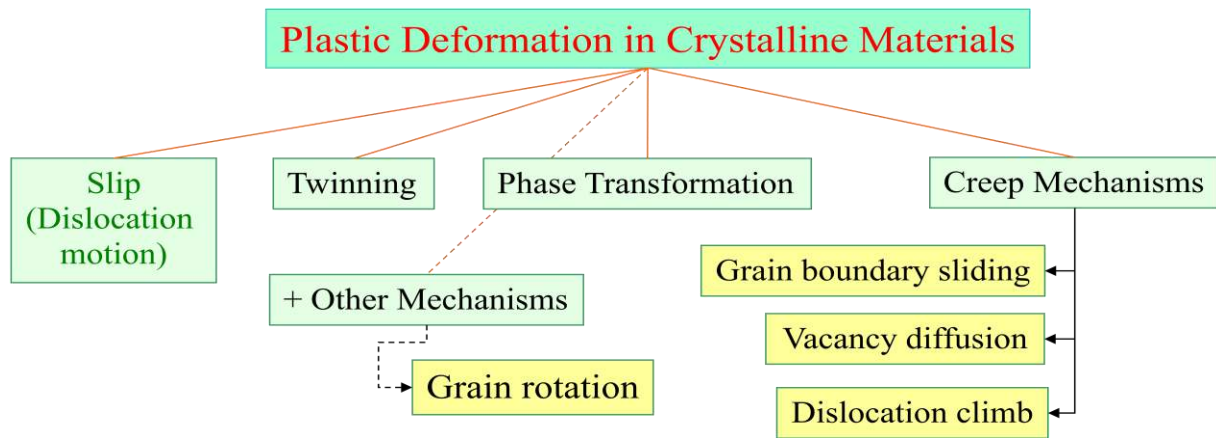 Plastic Deformation in Crystalline Materials
Slip
(Dislocation
motion)
Twinning
Phase Transformation
Creep Mechanisms
+ Other Mechanisms
Grain rotation
Grain boundary sliding
Vacancy diffusion
Dislocation climb